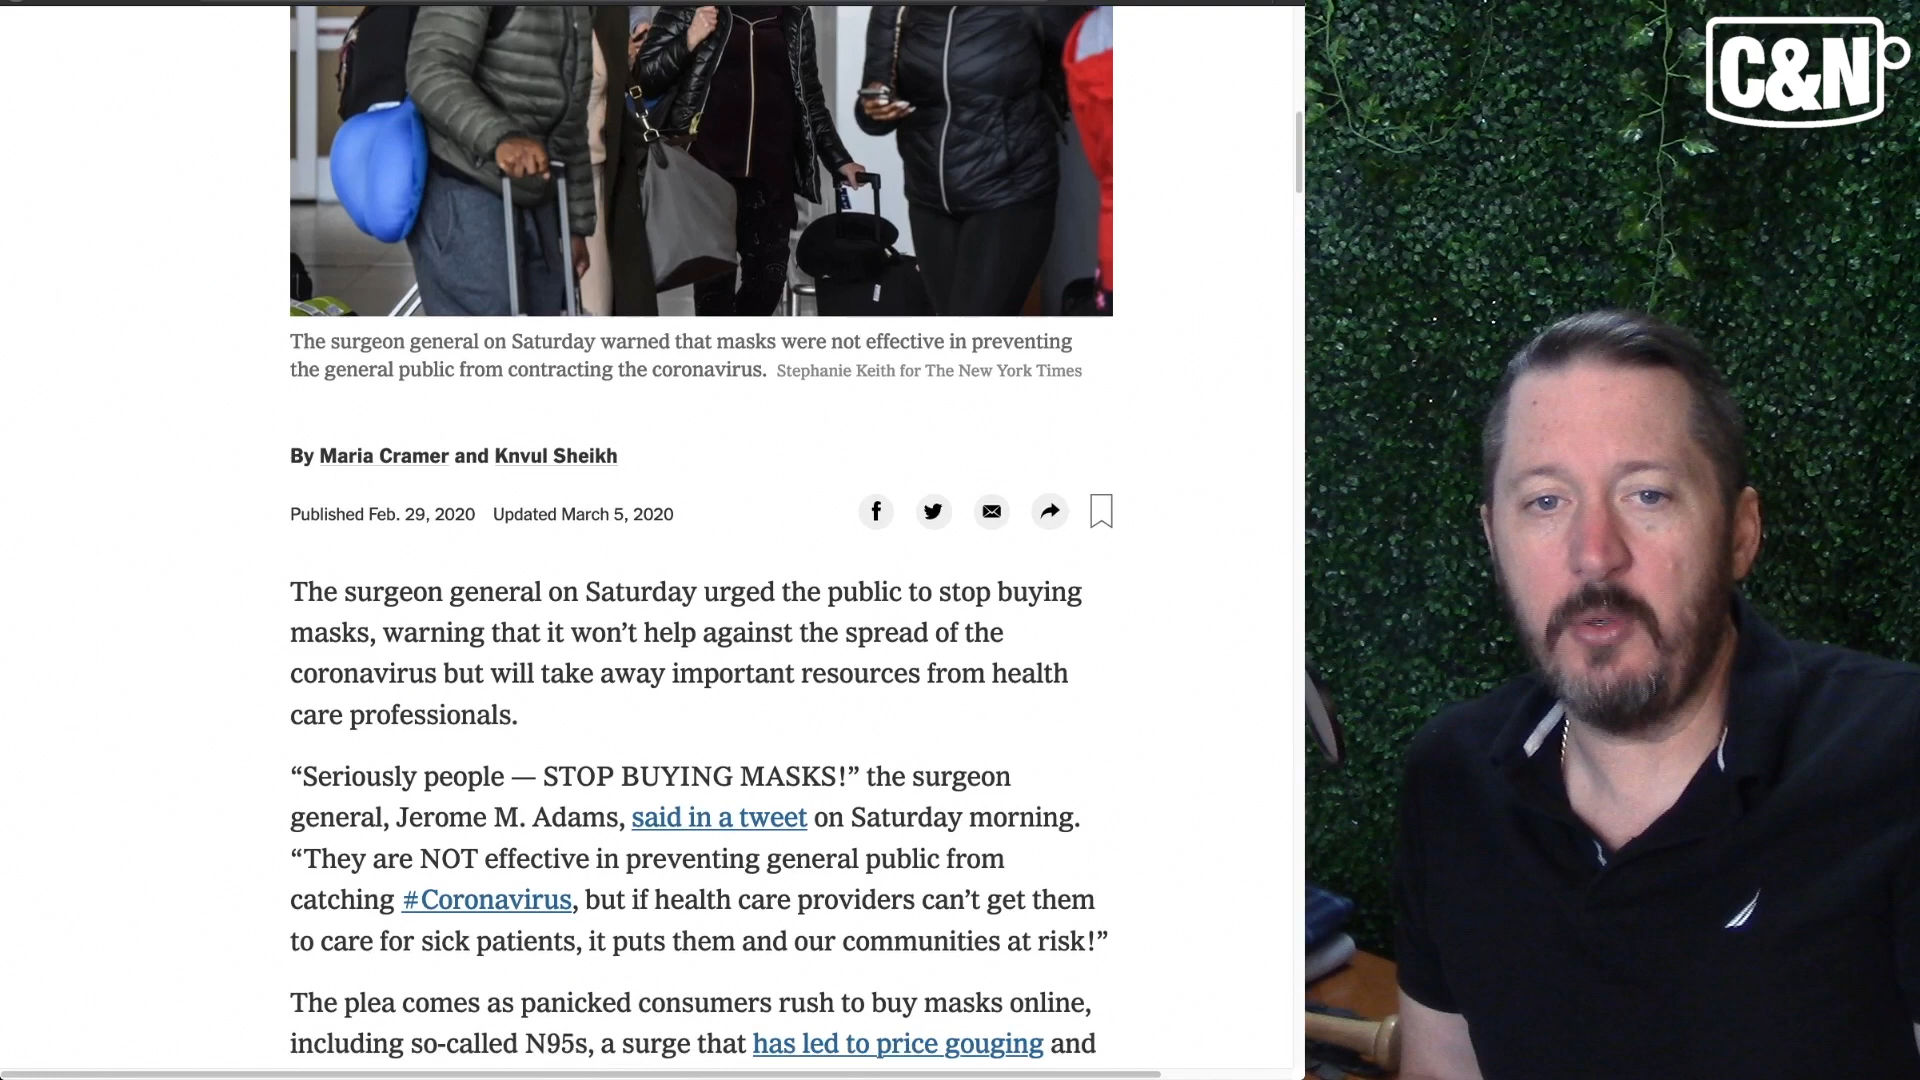 C&N
The surgeon general on Saturday warned that masks were not effective in preventing
the general public from contracting the coronavirus. Stephanie Keith for The New York Times
By Maria Cramer and Knvul Sheikh
Published Feb. 29, 2020 Updated March 5, 2020
The surgeon general on Saturday urged the public to stop buying
masks, warning that it won’t help against the spread of the
coronavirus but will take away important resources from health
care professionals.
“Seriously people — STOP BUYING MASKS!” the surgeon
general, Jerome M. Adams, said in a tweet on Saturday morning.
“They are NOT effective in preventing general public from
catching #Coronavirus, but if health care providers can’t get them
to care for sick patients, it puts them and our communities at risk!”
The plea comes as panicked consumers rush to buy masks online,
including so-called N95s, a surge that has led to price gouging and